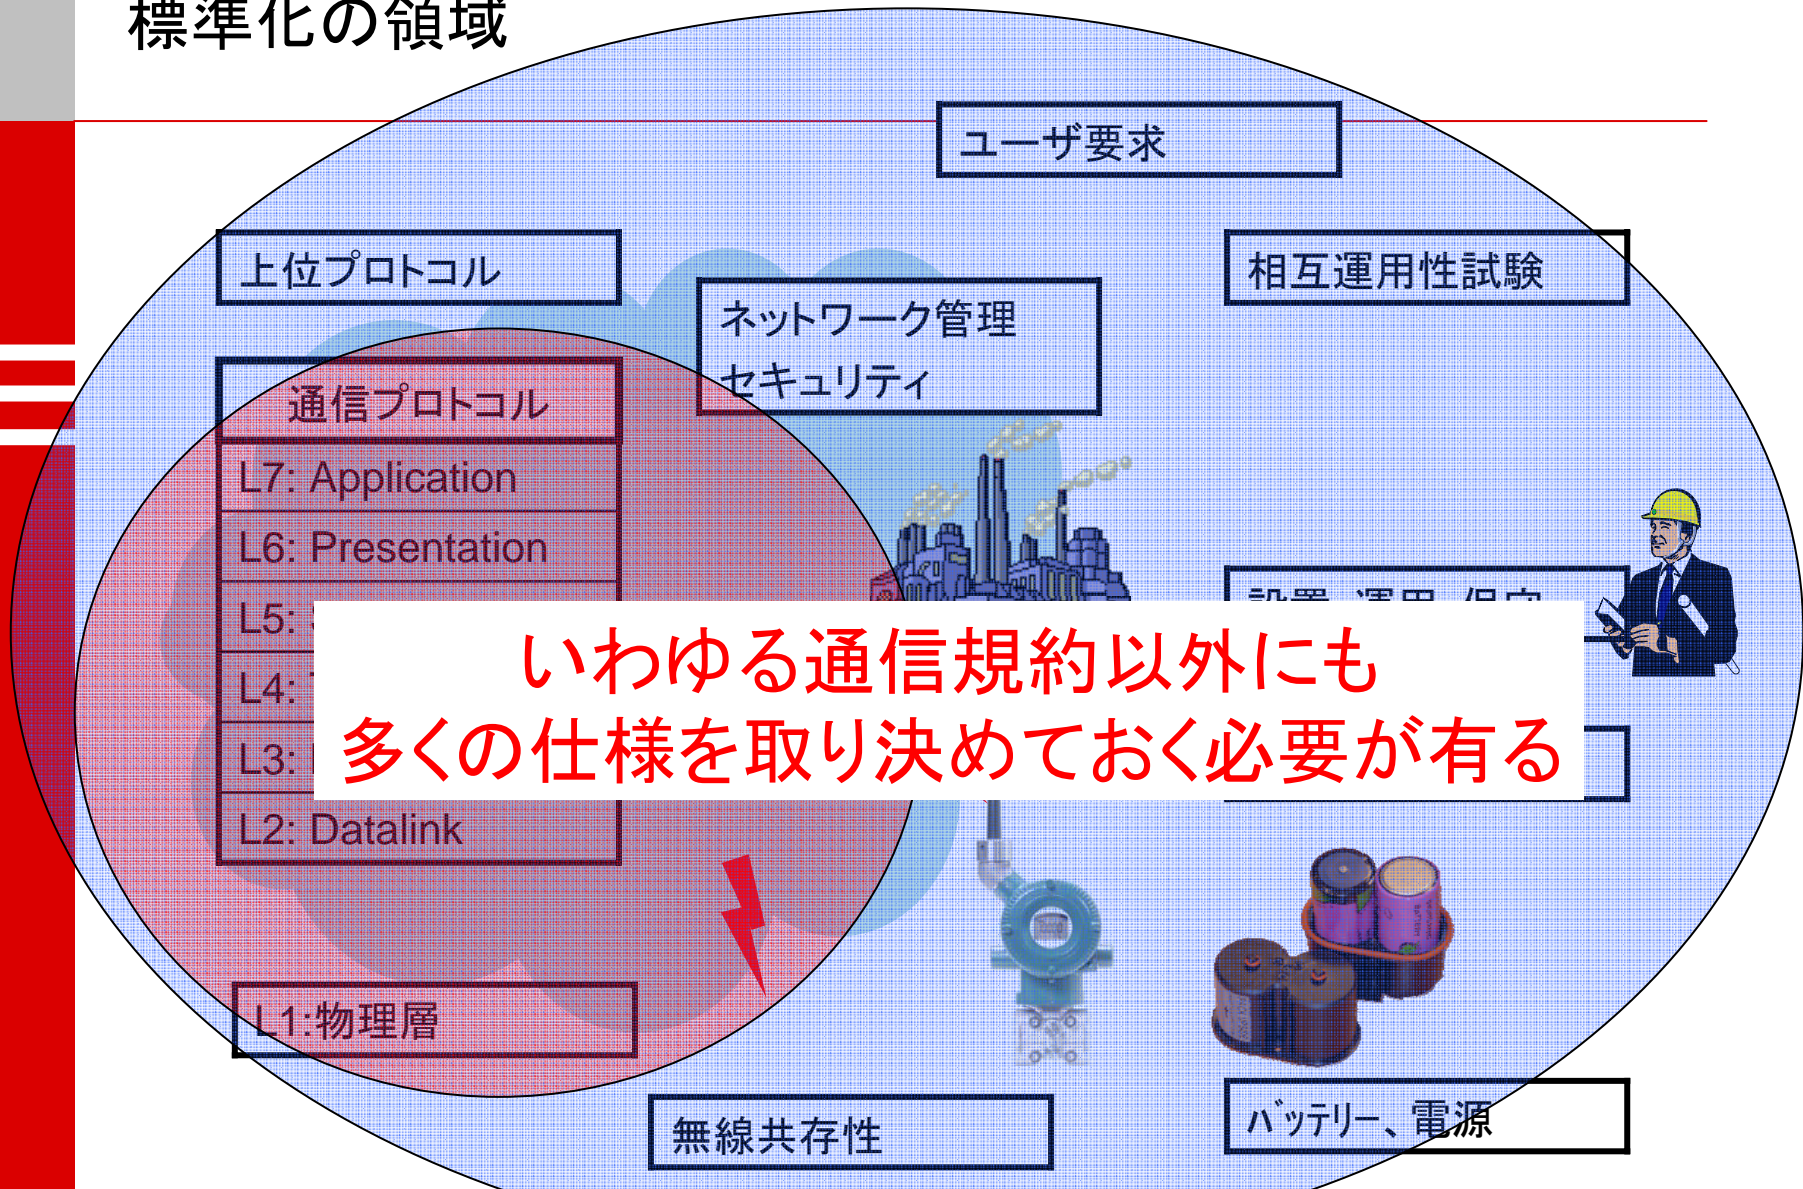 標準化の領域
ユーザ要求
上位プロトコル
相互運用性試験
ネットワーク管理
セキュリティ
通信プロトコル
L7: Application
L6: Presentation
L5:
L4:
L3:
L2: Datalink
いわゆる通信規約以外にも
多くの仕様を取り決めておく必要が有る
L1:物理層
無線共存性
バッテリー、電源